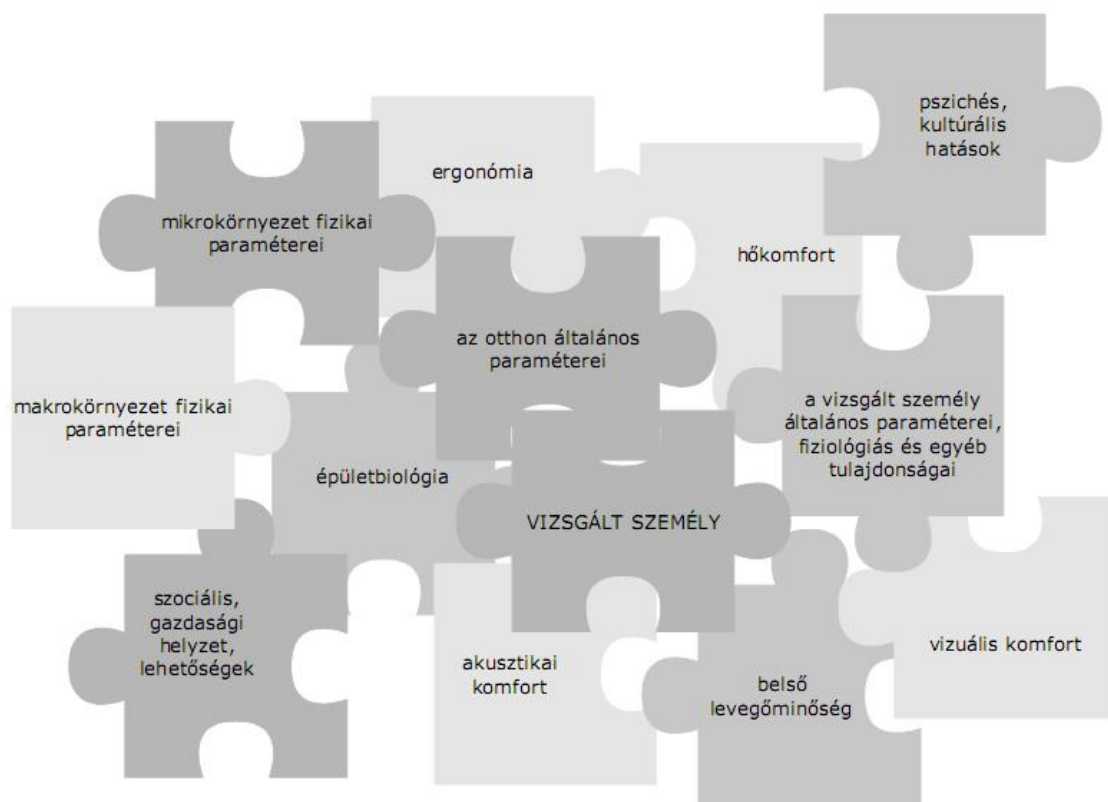 pszichés,
kultúrális
hatások
ergonómia
mikrokörnyezet fizikai
paraméterei
hőkomfort
az otthon általános
paraméterei
makrokörnyezet fizikai
paraméterei
a vizsgált személy
általános paraméterei,
fiziológiás és egyéb
tulajdonságai
épületbiológia
VIZSGÁLT SZEMÉLY
szociális,
gazdasági
helyzet,
lehetőségek
akusztikai
komfort
belső
levegőminőség
vizuális komfort